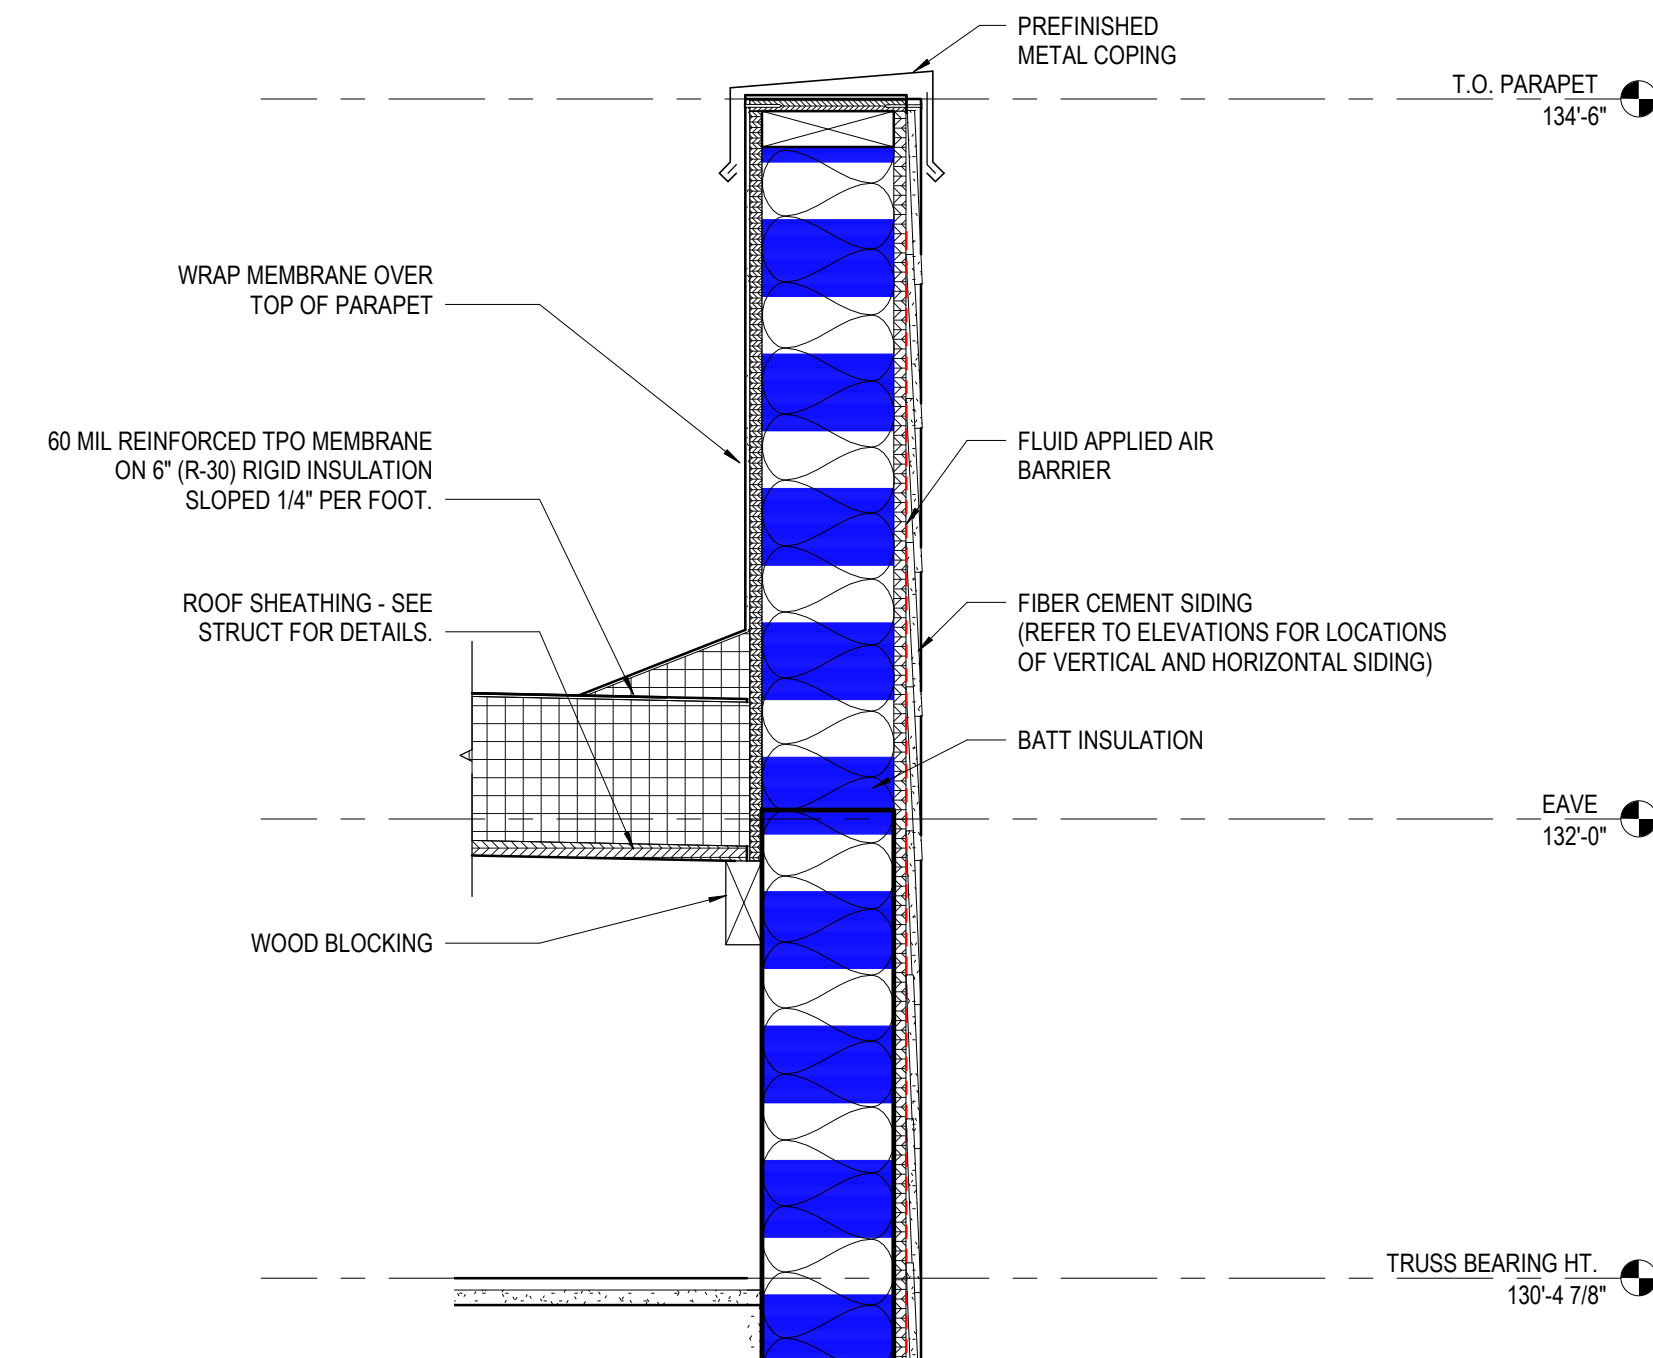 PREFINISHED
METAL COPING
T.O. PARAPET
134'-6"
WRAP MEMBRANE OVER
TOP OF PARAPET
60 MIL REINFORCED TPO MEMBRANE
ON 6" (R-30) RIGID INSULATION
SLOPED 1/4" PER FOOT.
FLUID APPLIED AIR
BARRIER
ROOF SHEATHING - SEE
STRUCT FOR DETAILS.
FIBER CEMENT SIDING
(REFER TO ELEVATIONS FOR LOCATIONS
OF VERTICAL AND HORIZONTAL SIDING)
BATT INSULATION
EAVE
132'-0"
WOOD BLOCKING
TRUSS BEARING HT.
130'-4 7/8"